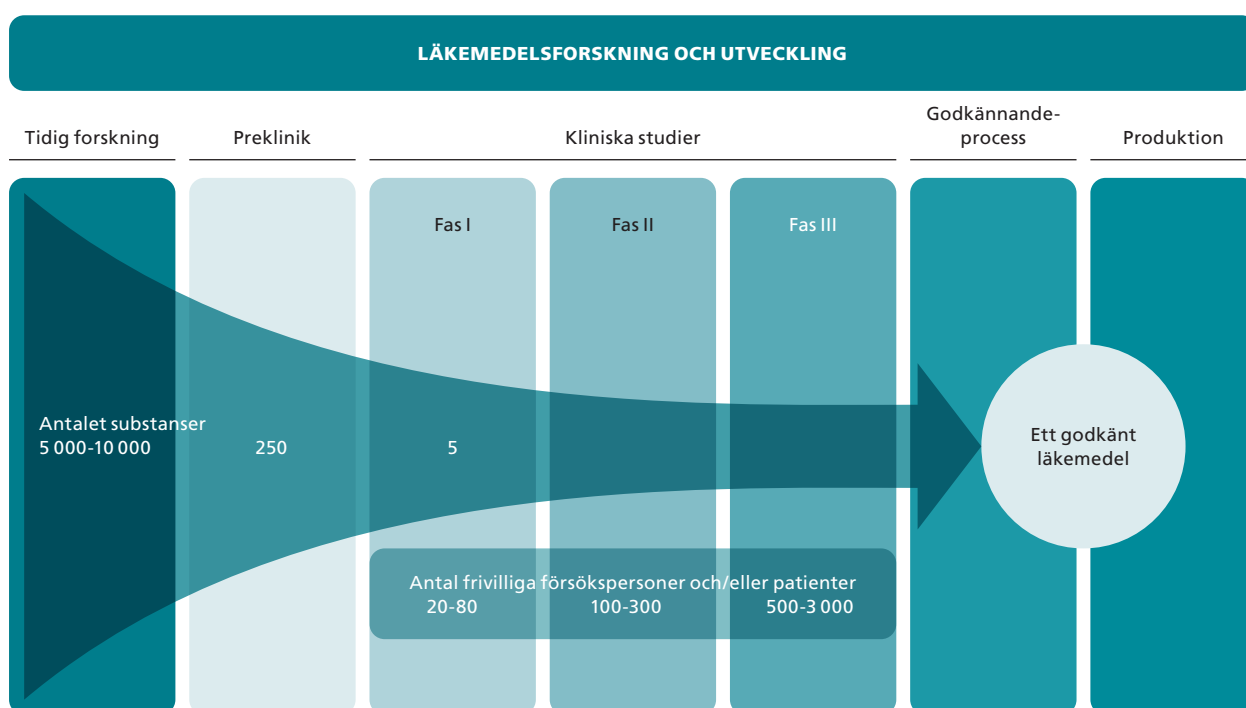 LÄKEMEDELSFORSKNING OCH UTVECKLING
Tidig forskning
Preklinik
Kliniska studier
Godkännande-
process
Produktion
Fas I
Fas II
Fas III
Antalet substanser
5 000-10 000
250
5
Ett godkänt
läkemedel
Antal frivilliga försökspersoner och/eller patienter
20-80
100-300
500-3 000